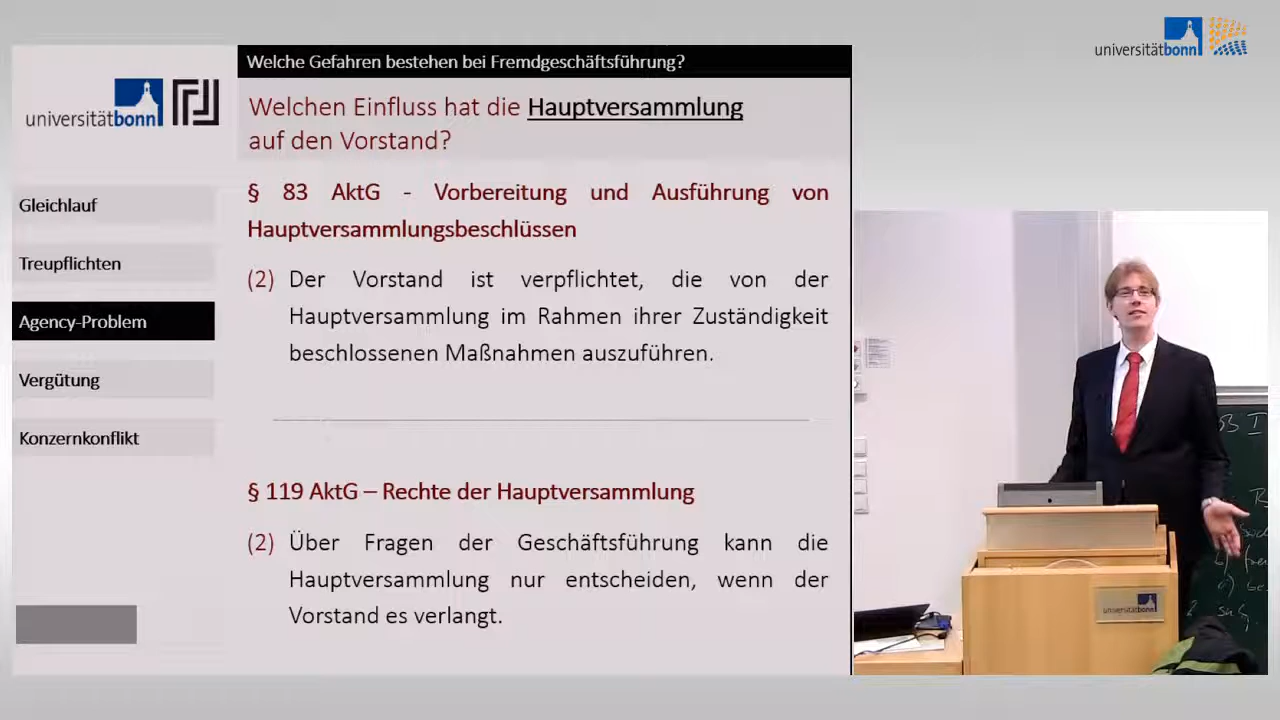 universitätbonn
Welche Gefahren bestehen bei Fremdgeschäftsführung?
universitätbonn
Welchen Einfluss hat die Hauptversammlung
auf den Vorstand?
§ 83 AktG - Vorbereitung und Ausführung von
Hauptversammlungsbeschlüssen
(2) Der Vorstand ist verpflichtet, die von der
Hauptversammlung im Rahmen ihrer Zuständigkeit
beschlossenen Maßnahmen auszuführen.
§ 119 AktG – Rechte der Hauptversammlung
(2) Über Fragen der Geschäftsführung kann die
Hauptversammlung nur entscheiden, wenn der
Vorstand es verlangt.
Gleichlauf
Treupflichten
Agency-Problem
Vergütung
Konzernkonflikt
universitätbonn